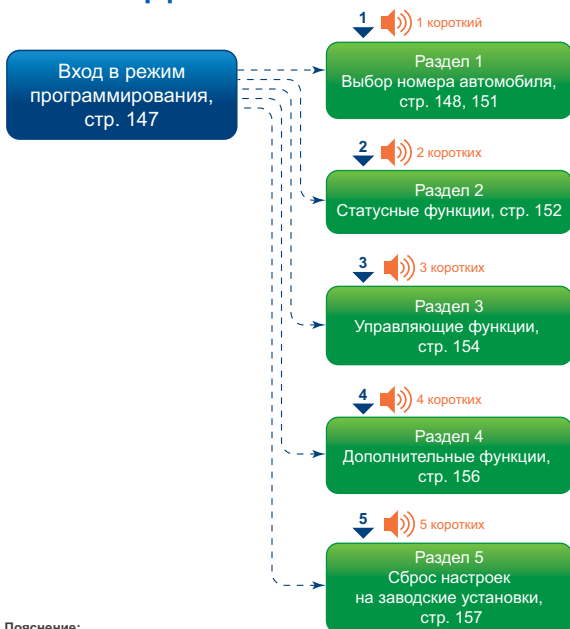 1 1 короткий
Вход в режим
программирования,
стр. 147
Раздел 1
Выбор номера автомобиля,
стр. 148, 151
2 2 коротких
Раздел 2
Статусные функции, стр. 152
3 3 коротких
Раздел 3
Управляющие функции,
стр. 154
4 4 коротких
Раздел 4
Дополнительные функции,
стр. 156
5 5 коротких
Раздел 5
Сброс настроек
на заводские установки,
стр. 157
Пояснение: